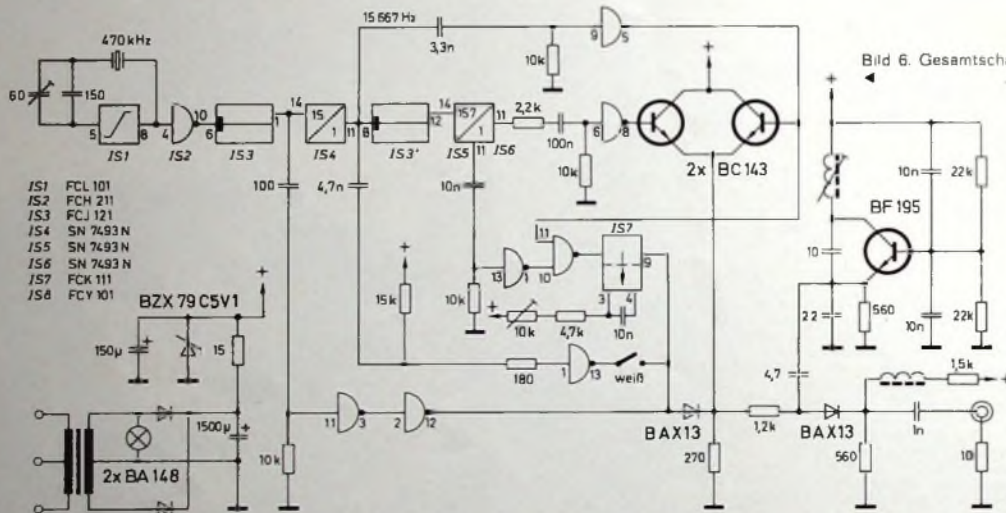 470 kHz
60
150
5
8
IS1
4
10
IS2
6
1
IS3
14
15
1
IS4
11
15 667 Hz
3,3n
9
5
10k
8
12
IS3'
14
157
1
11
11
IS5
IS6
2,2k
100n
6
8
10k
2x BC 143
Bild 6. Gesamtscha
IS1 FCL 101
IS2 FCH 211
IS3 FCJ 121
IS4 SN 7493 N
IS5 SN 7493 N
IS6 SN 7493 N
IS7 FCK 111
IS8 FCY 101
100
4,7n
10n
11
10
13
1
IS7
9
3
4
10k
10k
4,7k
10n
15k
180
1
13
weiß
BZX 79 C5V1
150µ
15
1500µ
2x BA 148
10k
11
3
2
12
BAX13
270
1,2k
BAX13
4,7
560
1n
10
1,5k
BF 195
10n
22k
10
22
560
10n
22k